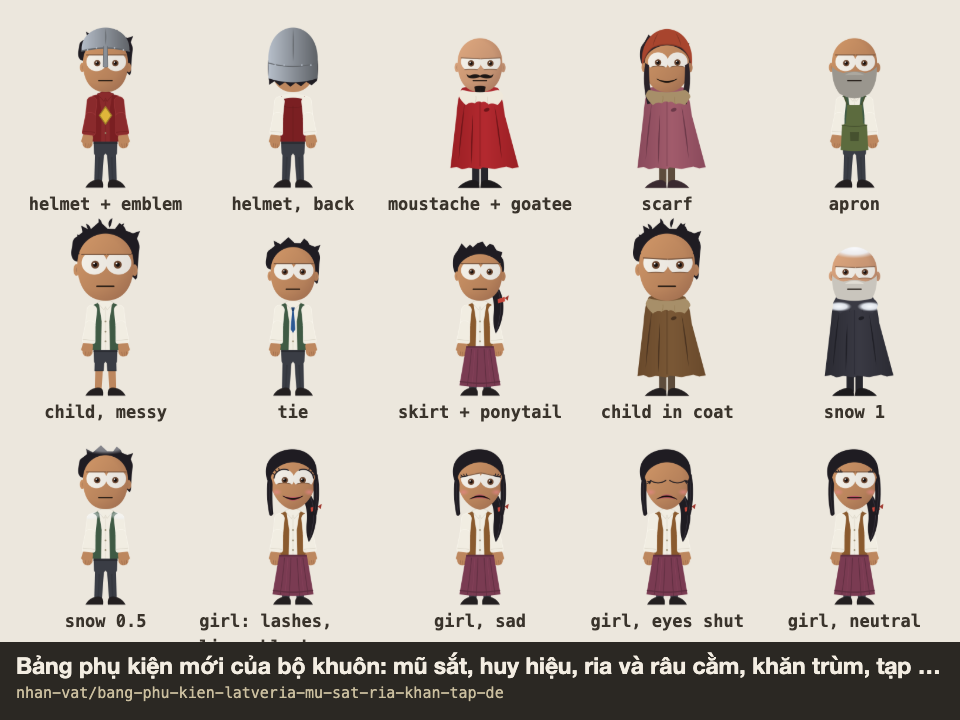 helmet + emblem
helmet, back
moustache + goatee
scarf
apron
child, messy
tie
skirt + ponytail
child in coat
snow 1
snow 0.5
girl: lashes,
girl, sad
girl, eyes shut
girl, neutral
Bảng phụ kiện mới của bộ khuôn: mũ sắt, huy hiệu, ria và râu cằm, khăn trùm, tạp ...
nhan-vat/bang-phu-kien-latveria-mu-sat-ria-khan-tap-de